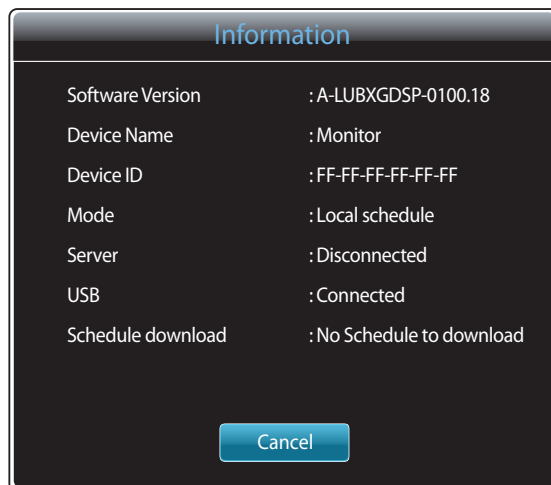 Information
Software Version : A-LUBXGDSP-0100.18
Device Name : Monitor
Device ID : FF-FF-FF-FF-FF-FF
Mode : Local schedule
Server : Disconnected
USB : Connected
Schedule download : No Schedule to download
Cancel